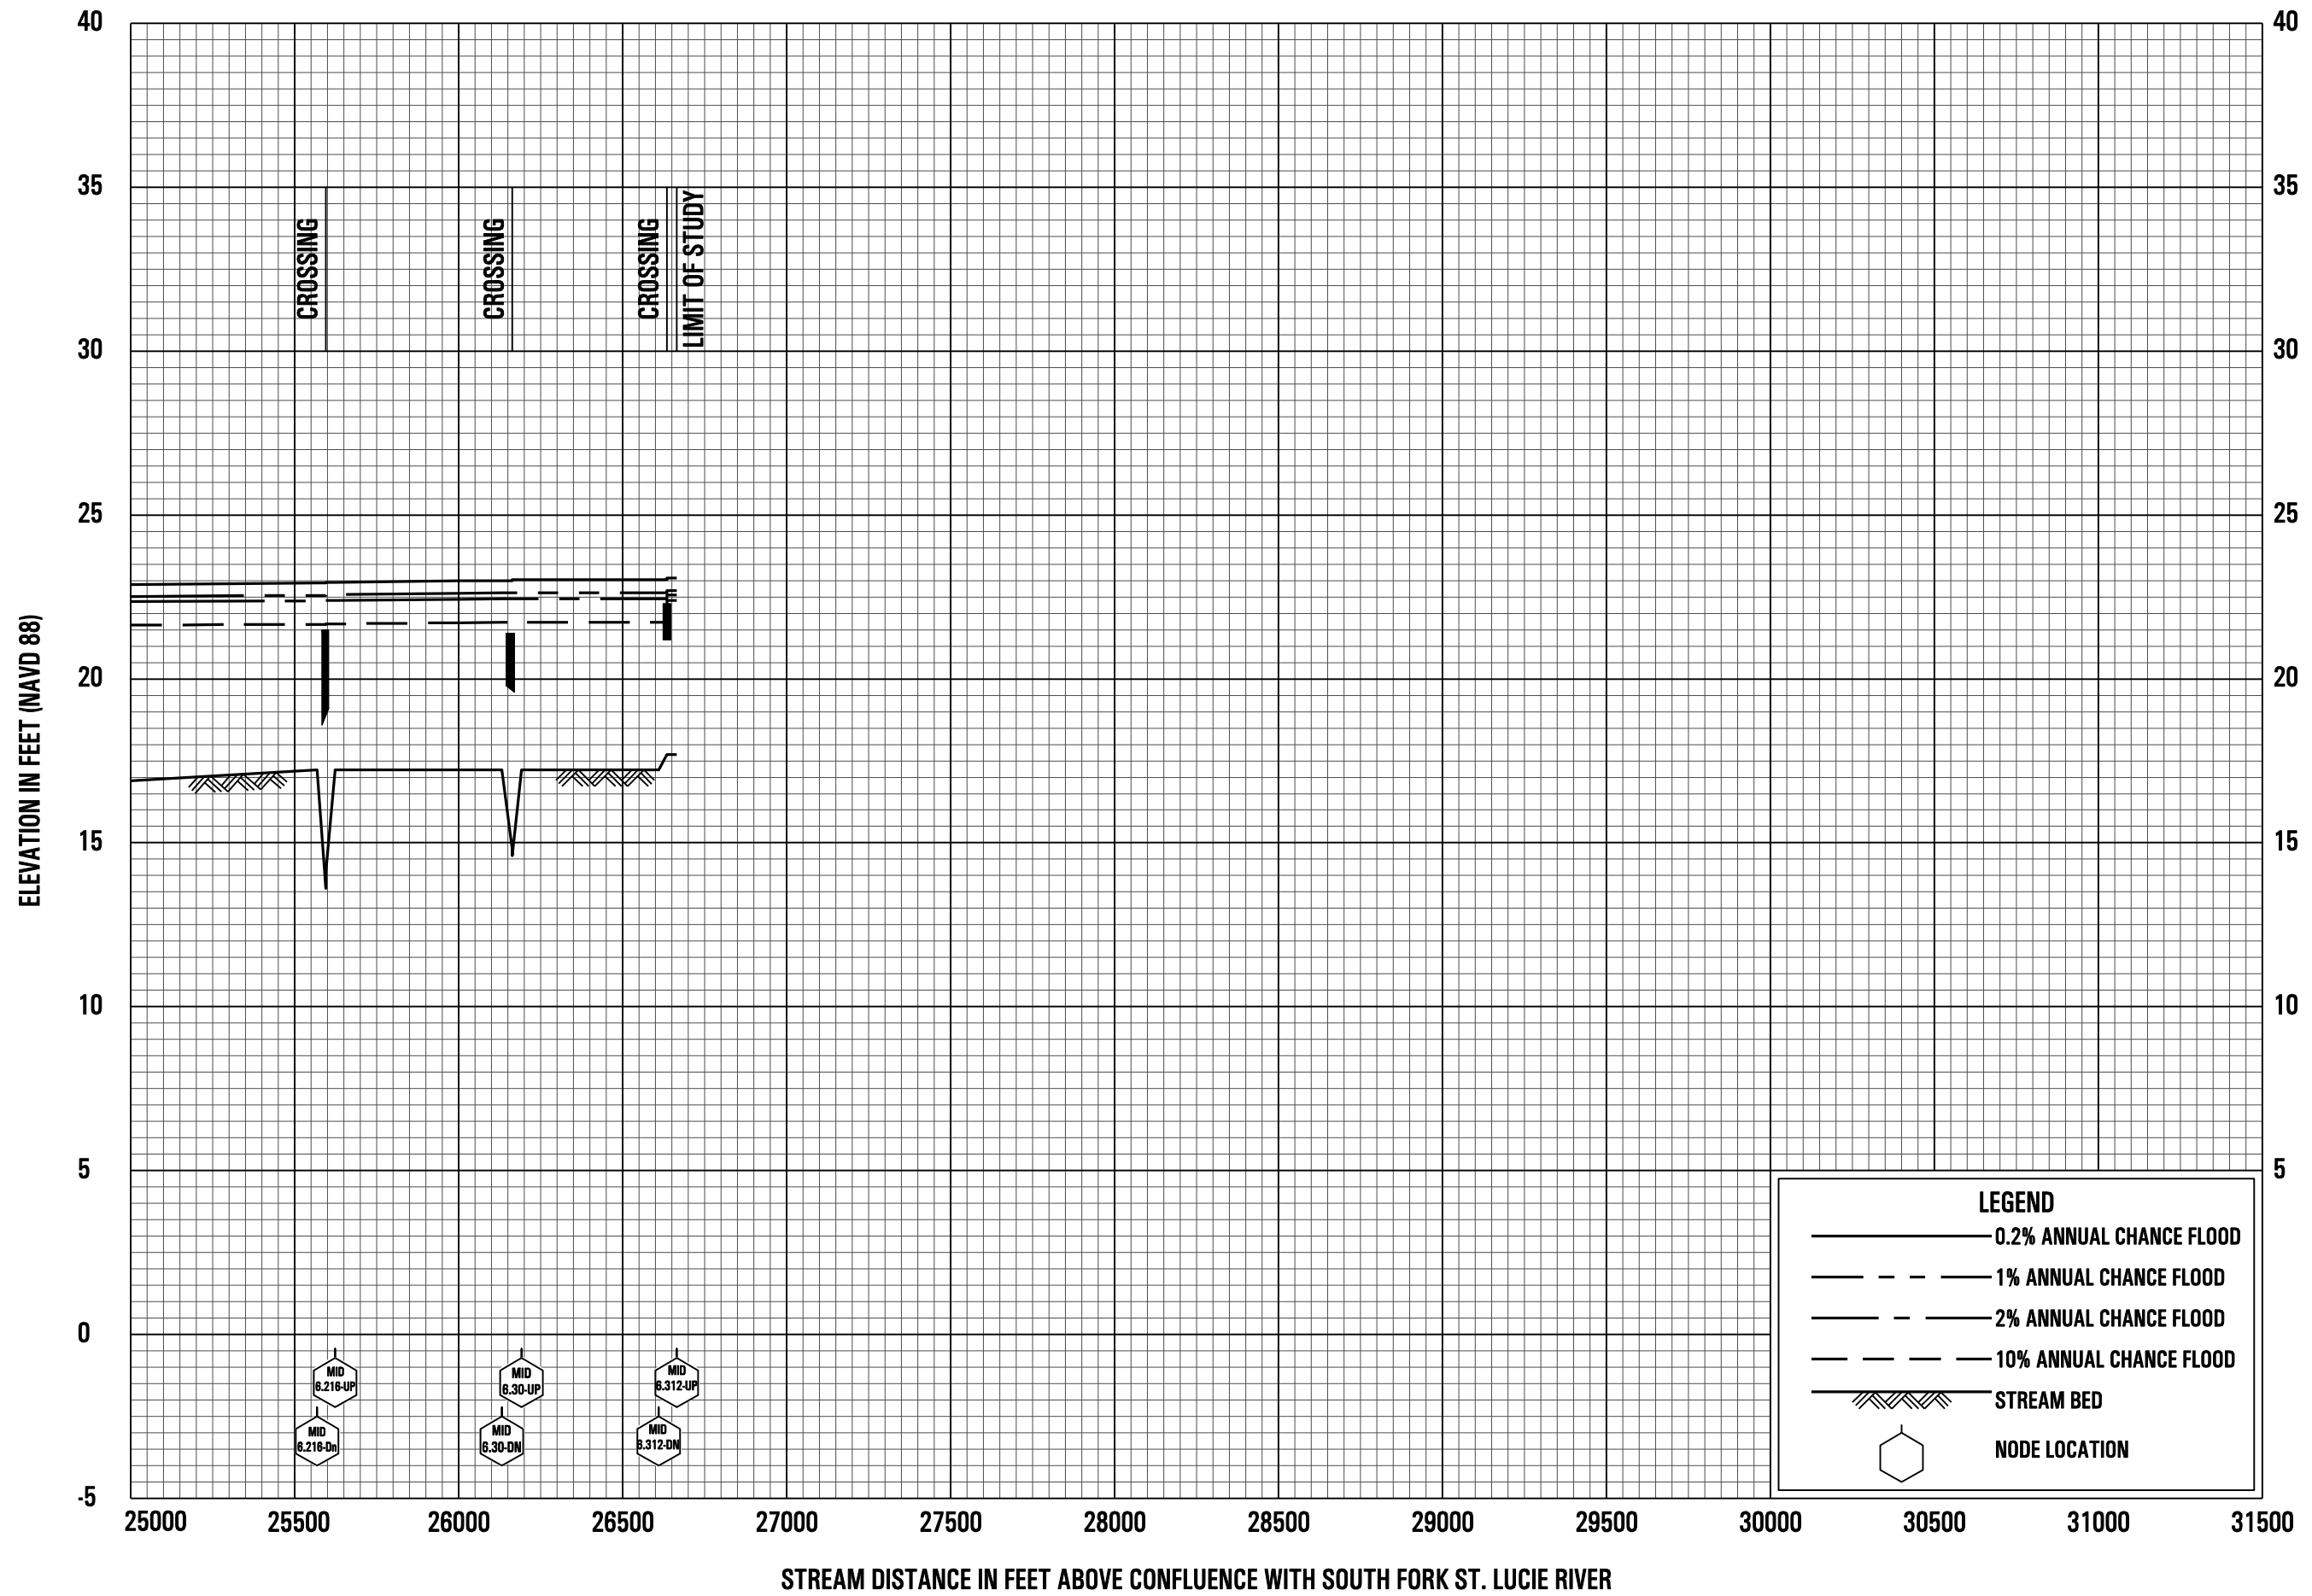 40
40
35
35
CROSSING
CROSSING
CROSSING
LIMIT OF STUDY
30
30
25
25
20
20
ELEVATION IN FEET (NAVD 88)
15
15
10
10
5
5
LEGEND
0.2% ANNUAL CHANCE FLOOD
1% ANNUAL CHANCE FLOOD
2% ANNUAL CHANCE FLOOD
10% ANNUAL CHANCE FLOOD
STREAM BED
NODE LOCATION
0
MID
6.216-UP
MID
6.30-UP
MID
6.312-UP
MID
6.216-Dn
MID
6.30-DN
MID
6.312-DN
-5
25000 25500 26000 26500 27000 27500 28000 28500 29000 29500 30000 30500 31000 31500
STREAM DISTANCE IN FEET ABOVE CONFLUENCE WITH SOUTH FORK ST. LUCIE RIVER